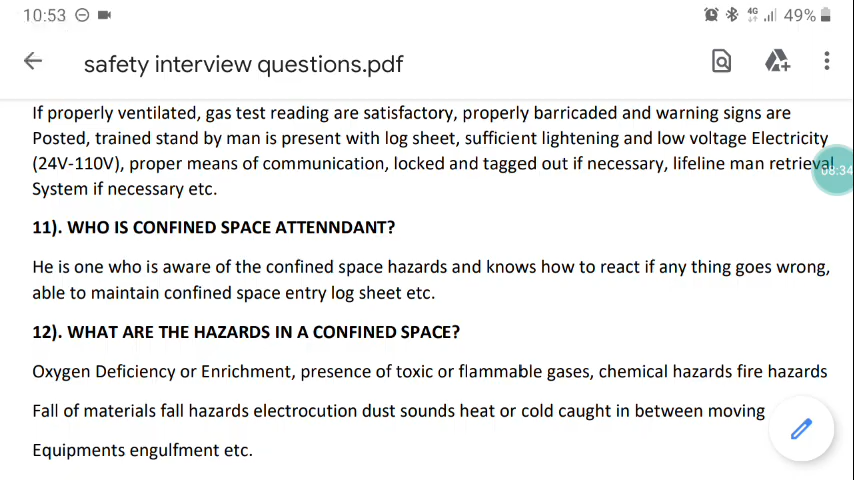 10:53 4G 49%
safety interview questions.pdf
If properly ventilated, gas test reading are satisfactory, properly barricaded and warning signs are
Posted, trained stand by man is present with log sheet, sufficient lightening and low voltage Electricity
(24V-110V), proper means of communication, locked and tagged out if necessary, lifeline man retrieval
08:34
System if necessary etc.
11). WHO IS CONFINED SPACE ATTENNDANT?
He is one who is aware of the confined space hazards and knows how to react if any thing goes wrong,
able to maintain confined space entry log sheet etc.
12). WHAT ARE THE HAZARDS IN A CONFINED SPACE?
Oxygen Deficiency or Enrichment, presence of toxic or flammable gases, chemical hazards fire hazards
Fall of materials fall hazards electrocution dust sounds heat or cold caught in between moving
Equipments engulfment etc.